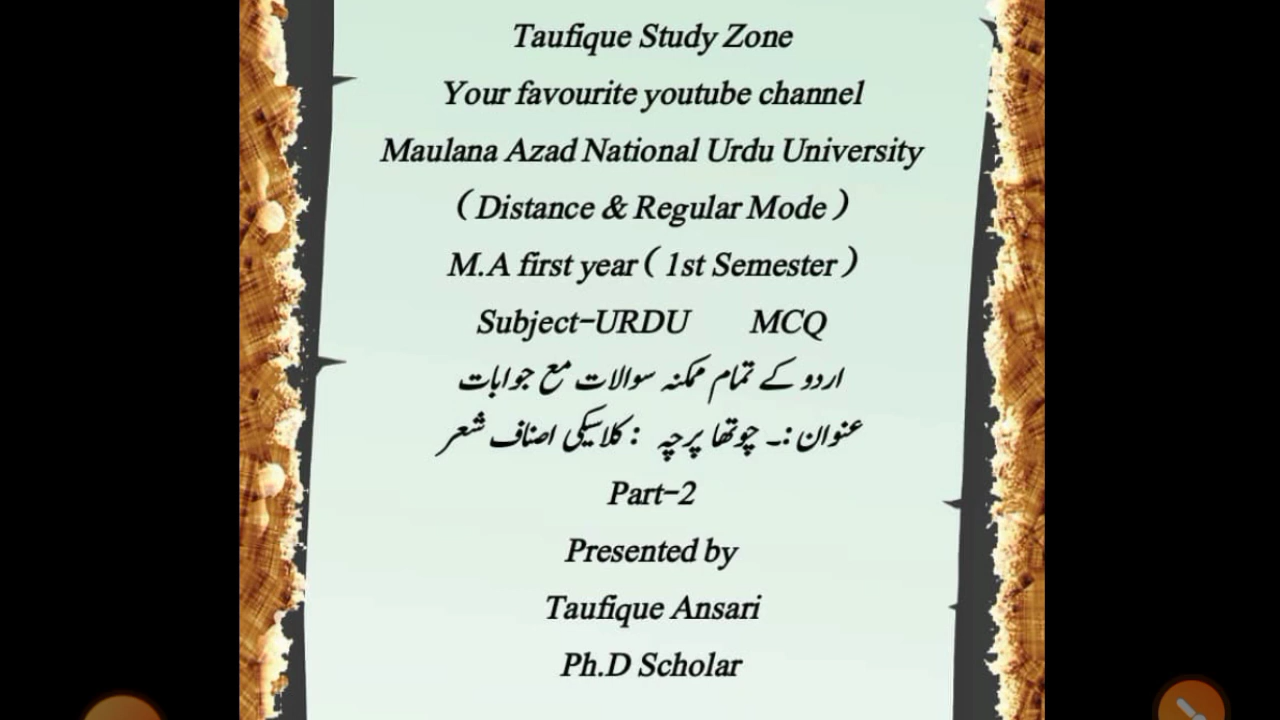 Taufique Study Zone
Your favourite youtube channel
Maulana Azad National Urdu University
( Distance & Regular Mode )
M.A first year ( 1st Semester )
Subject-URDU MCQ
اردو کے تمام ممکنہ سوالات مع جوابات
عنوان :۔ چوتھا پرچہ : کلاسیکی اصناف شعر
Part-2
Presented by
Taufique Ansari
Ph.D Scholar